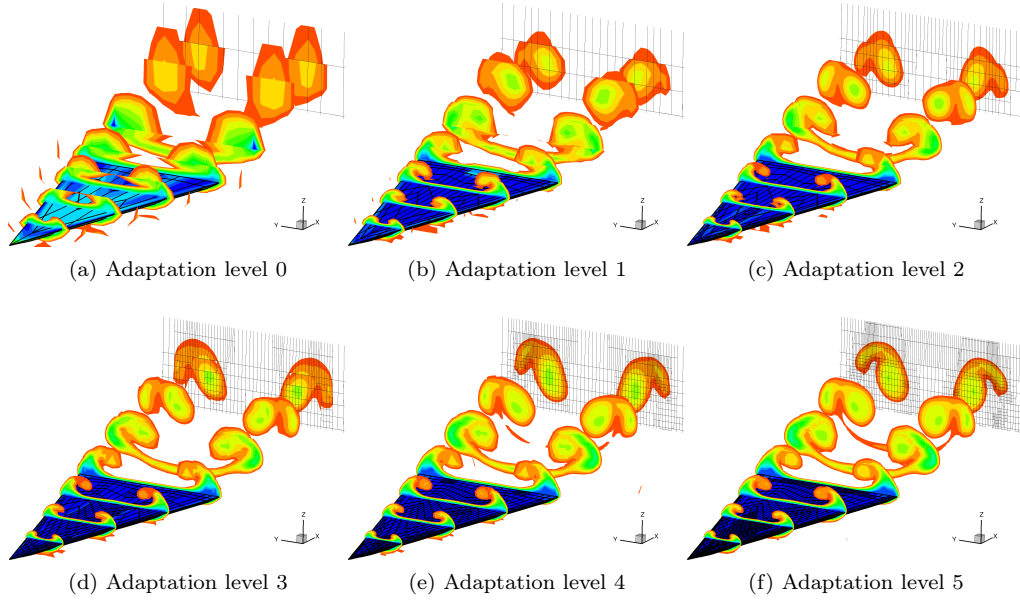 Z
Y
X
Z
Y
X
Z
Y
X
(a) Adaptation level 0
(b) Adaptation level 1
(c) Adaptation level 2
Z
Y
X
Z
Y
X
Z
Y
X
(d) Adaptation level 3
(e) Adaptation level 4
(f) Adaptation level 5